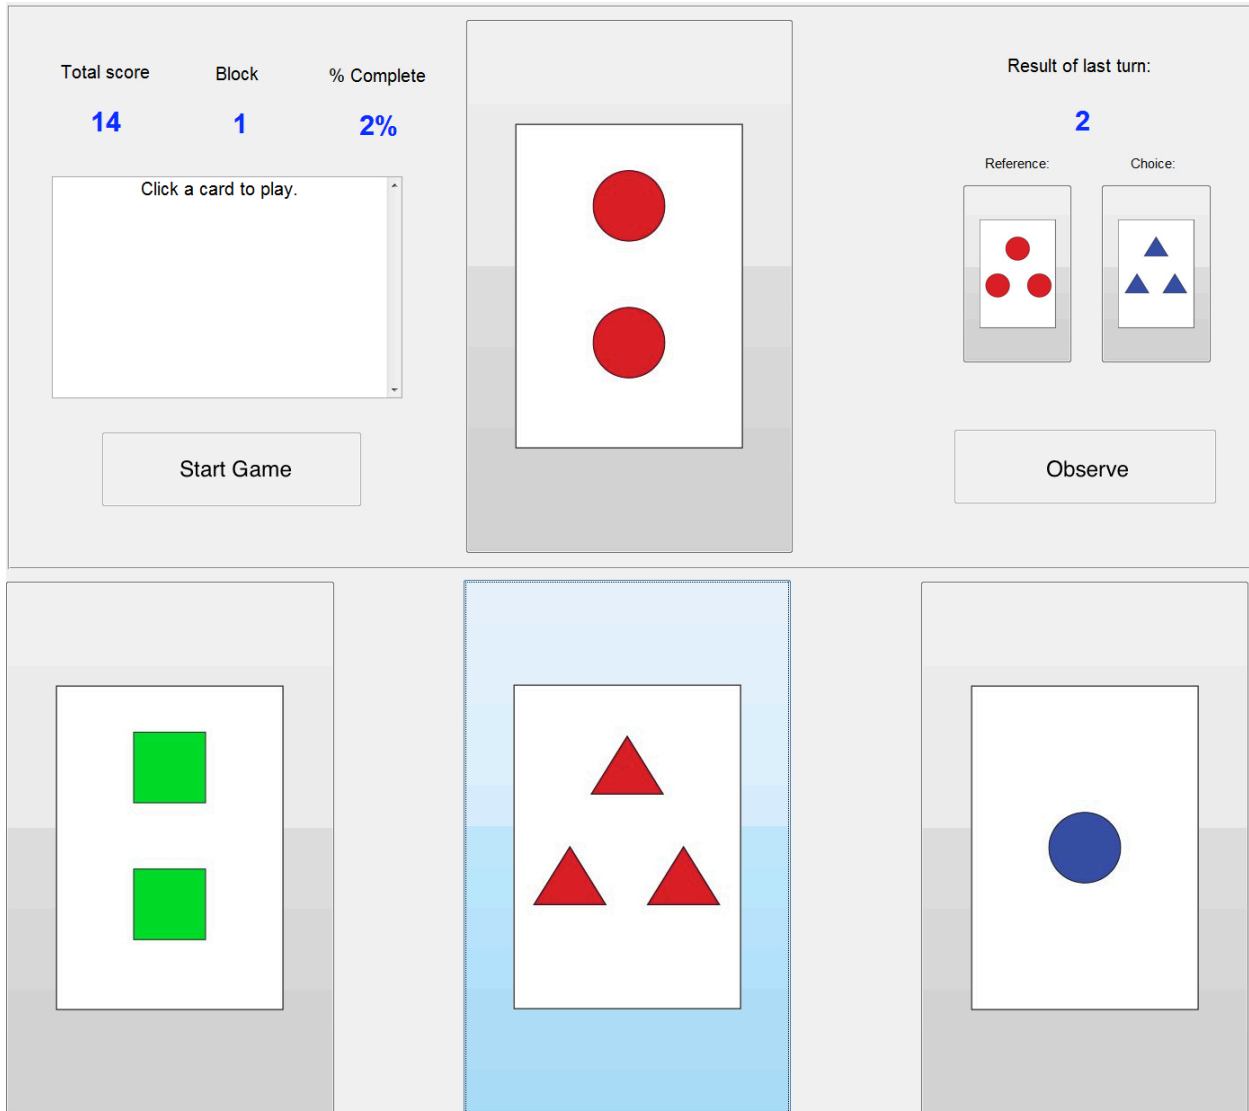 Total score
Block
% Complete
14
1
2%
Click a card to play.
Start Game
Result of last turn:
2
Reference:
Choice:
Observe